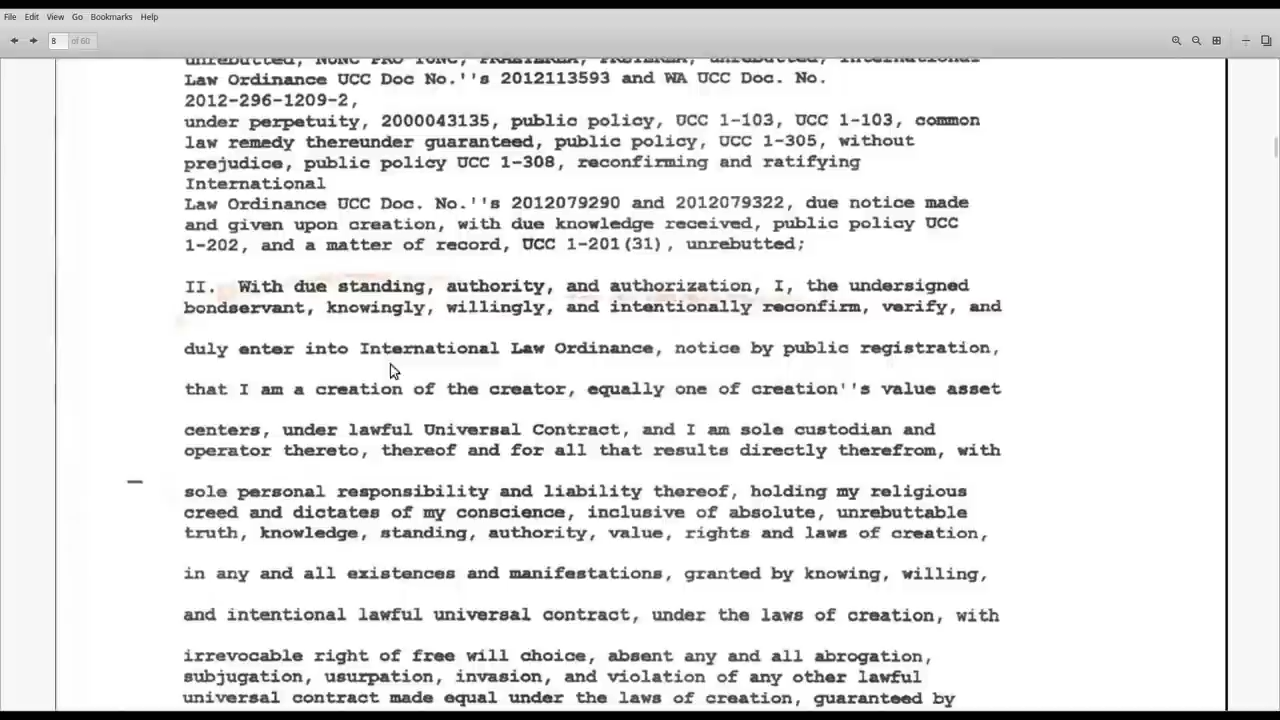 File Edit View Go Bookmarks Help
8 of 60
unrebutted, NUNC PRO TUNC, PRAETEREA, PRETEREA, unrebutted, International
Law Ordinance UCC Doc No.''s 2012113593 and WA UCC Doc. No.
2012-296-1209-2,
under perpetuity, 2000043135, public policy, UCC 1-103, UCC 1-103, common
law remedy thereunder guaranteed, public policy, UCC 1-305, without
prejudice, public policy UCC 1-308, reconfirming and ratifying
International
Law Ordinance UCC Doc. No.''s 2012079290 and 2012079322, due notice made
and given upon creation, with due knowledge received, public policy UCC
1-202, and a matter of record, UCC 1-201(31), unrebutted;
II. With due standing, authority, and authorization, I, the undersigned
bondservant, knowingly, willingly, and intentionally reconfirm, verify, and
duly enter into International Law Ordinance, notice by public registration,
that I am a creation of the creator, equally one of creation''s value asset
centers, under lawful Universal Contract, and I am sole custodian and
operator thereto, thereof and for all that results directly therefrom, with
sole personal responsibility and liability thereof, holding my religious
creed and dictates of my conscience, inclusive of absolute, unrebuttable
truth, knowledge, standing, authority, value, rights and laws of creation,
in any and all existences and manifestations, granted by knowing, willing,
and intentional lawful universal contract, under the laws of creation, with
irrevocable right of free will choice, absent any and all abrogation,
subjugation, usurpation, invasion, and violation of any other lawful
universal contract made equal under the laws of creation, guaranteed by